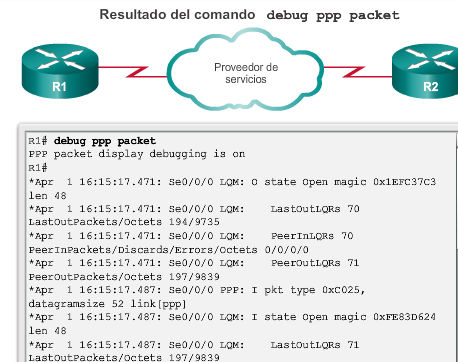 Resultado del comando debug ppp packet
Proveedor de
servicios
R1
R2
R1# debug ppp packet
PPP packet display debugging is on
R1#
*Apr 1 16:15:17.471: Se0/0/0 LQM: O state Open magic 0x1EFC37C3
len 48
*Apr 1 16:15:17.471: Se0/0/0 LQM: LastOutLQRs 70
LastOutPackets/Octets 194/9735
*Apr 1 16:15:17.471: Se0/0/0 LQM: PeerInLQRs 70
PeerInPackets/Discards/Errors/Octets 0/0/0/0
*Apr 1 16:15:17.471: Se0/0/0 LQM: PeerOutLQRs 71
PeerOutPackets/Octets 197/9839
*Apr 1 16:15:17.487: Se0/0/0 PPP: I pkt type 0xC025,
datagramsize 52 link[ppp]
*Apr 1 16:15:17.487: Se0/0/0 LQM: I state Open magic 0xFE83D624
len 48
*Apr 1 16:15:17.487: Se0/0/0 LQM: LastOutLQRs 71
LastOutPackets/Octets 197/9839